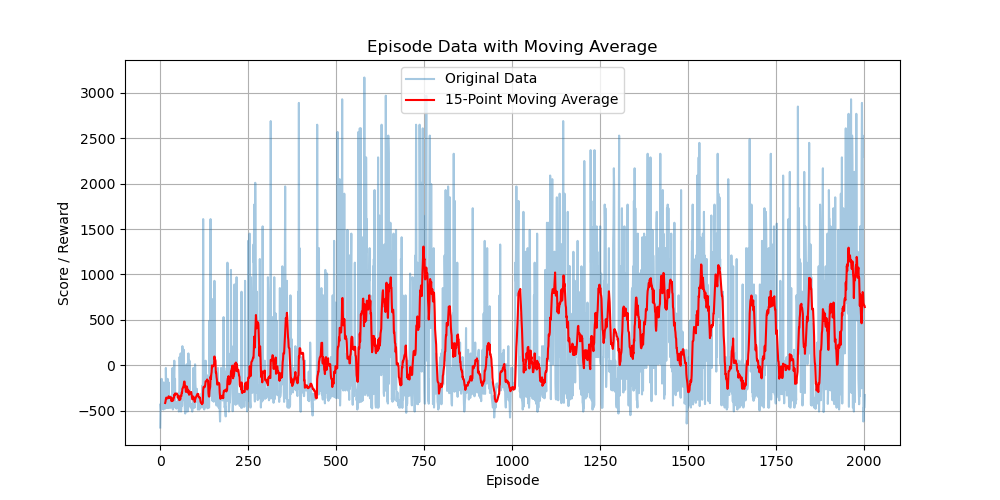 Episode Data with Moving Average
Original Data
15-Point Moving Average
Score / Reward
3000
2500
2000
1500
1000
500
0
−500
0 250 500 750 1000 1250 1500 1750 2000
Episode